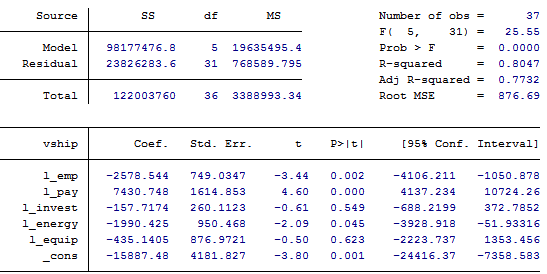 Source SS df MS Number of obs = 37
F( 5, 31) = 25.55
Model 98177476.8 5 19635495.4 Prob > F = 0.0000
Residual 23826283.6 31 768589.795 R-squared = 0.8047
Adj R-squared = 0.7732
Total 122003760 36 3388993.34 Root MSE = 876.69
vship Coef. Std. Err. t P>|t| [95% Conf. Interval]
l_emp -2578.544 749.0347 -3.44 0.002 -4106.211 -1050.878
l_pay 7430.748 1614.853 4.60 0.000 4137.234 10724.26
l_invest -157.7174 260.1123 -0.61 0.549 -688.2199 372.7852
l_energy -1990.425 950.468 -2.09 0.045 -3928.918 -51.93316
l_equip -435.1405 876.9721 -0.50 0.623 -2223.737 1353.456
_cons -15887.48 4181.827 -3.80 0.001 -24416.37 -7358.583